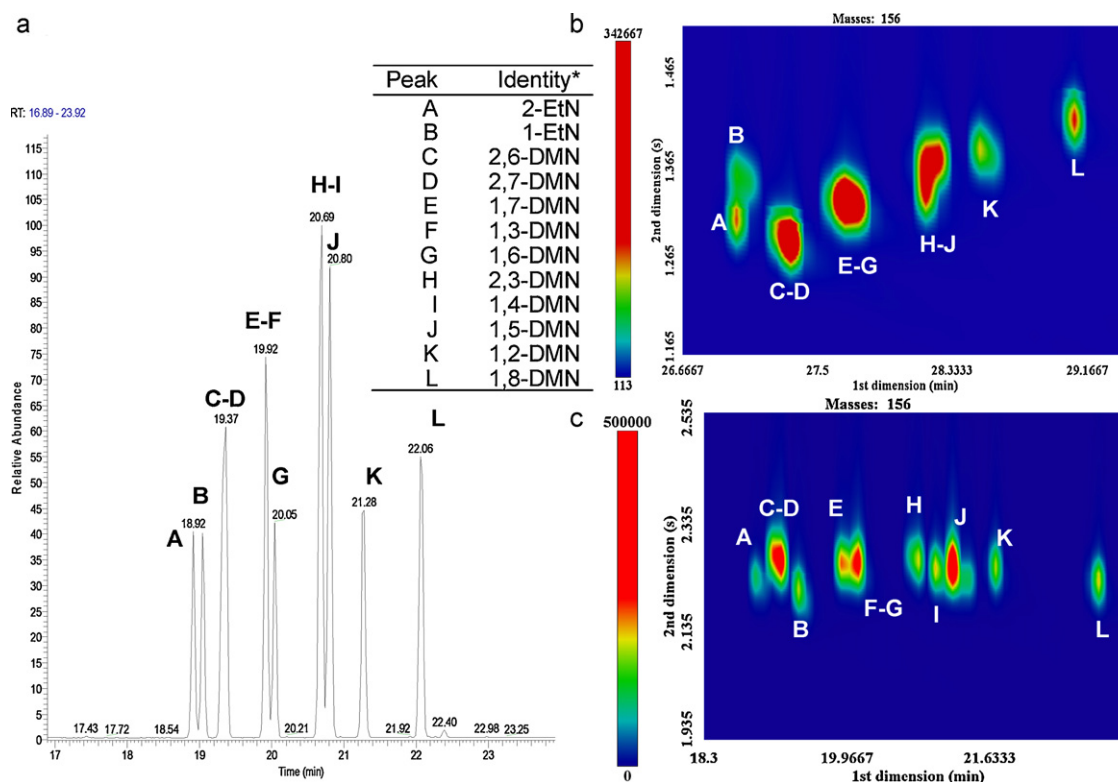 a
RT: 16.89 - 23.92
Peak Identity*
A 2-EtN
B 1-EtN
C 2,6-DMN
D 2,7-DMN
E 1,7-DMN
F 1,3-DMN
G 1,6-DMN
H 2,3-DMN
I 1,4-DMN
J 1,5-DMN
K 1,2-DMN
L 1,8-DMN
Relative Abundance
115
110
105
100
95
90
85
80
75
70
65
60
55
50
45
40
35
30
25
20
15
10
5
0
H-I
20.69
J
20.80
E-F
19.92
C-D
19.37
L
22.06
B
18.92
A
G
20.05
K
21.28
17.43
17.72
18.54
20.21
21.92
22.40
22.98
23.25
17 18 19 20 21 22 23
Time (min)
b
Masses: 156
342667
113
2nd dimension (s)
1.465
1.365
1.265
1.165
B
A
C-D
E-G
H-J
K
L
26.6667 27.5 28.3333 29.1667
1st dimension (min)
c
Masses: 156
500000
0
2nd dimension (s)
2.535
2.335
2.135
1.935
A
C-D
B
E
F-G
H
I
J
K
L
18.3 19.9667 21.6333
1st dimension (min)